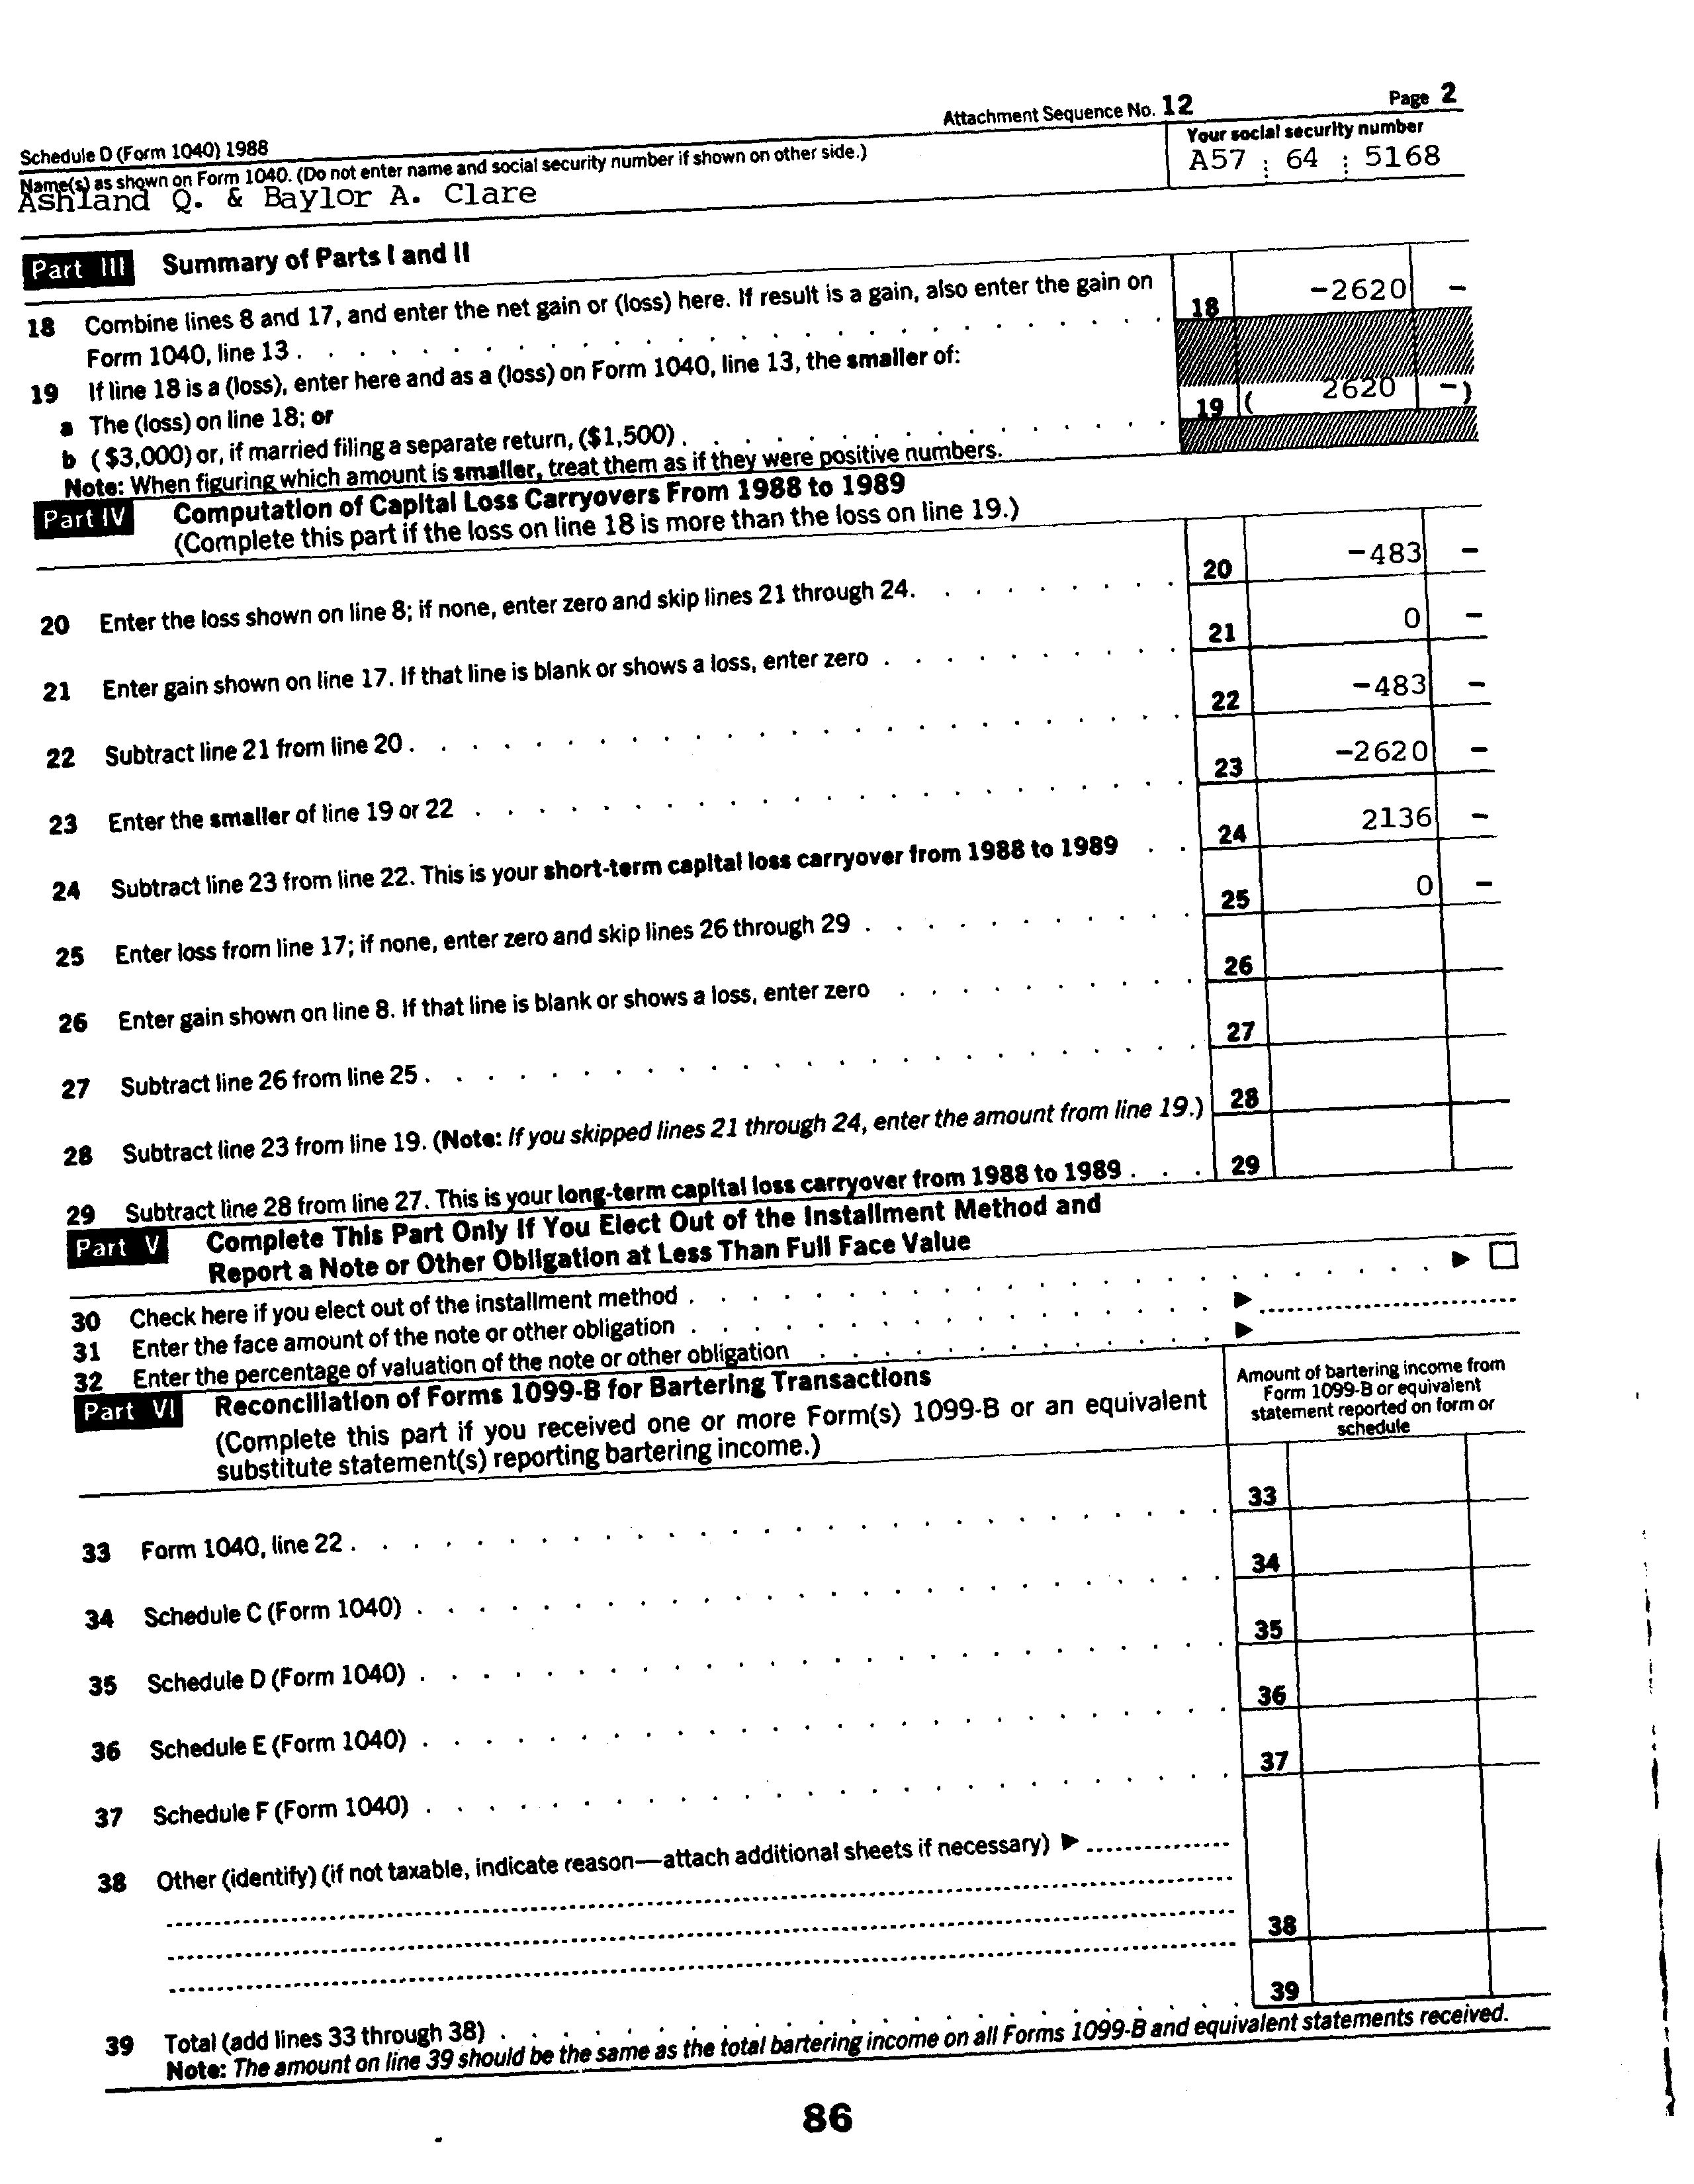 Attachment Sequence No. 12 Page 2
Schedule D (Form 1040) 1988
Name(s) as shown on Form 1040. (Do not enter name and social security number if shown on other side.)
Your social security number
Ashland Q. & Baylor A. Clare
A57 64 5168
Part III Summary of Parts I and II
18 Combine lines 8 and 17, and enter the net gain or (loss) here. If result is a gain, also enter the gain on
Form 1040, line 13 . . . . 18 -2620 -
19 If line 18 is a (loss), enter here and as a (loss) on Form 1040, line 13, the smaller of:
a The (loss) on line 18; or
b ($3,000) or, if married filing a separate return, ($1,500) . . . . 19 ( 2620 -)
Note: When figuring which amount is smaller, treat them as if they were positive numbers.
Part IV Computation of Capital Loss Carryovers From 1988 to 1989
(Complete this part if the loss on line 18 is more than the loss on line 19.)
20 Enter the loss shown on line 8; if none, enter zero and skip lines 21 through 24. . . . . 20 -483 -
21 Enter gain shown on line 17. If that line is blank or shows a loss, enter zero . . . . 21 0 -
22 Subtract line 21 from line 20 . . . . 22 -483 -
23 Enter the smaller of line 19 or 22 . . . . 23 -2620 -
24 Subtract line 23 from line 22. This is your short-term capital loss carryover from 1988 to 1989 . . 24 2136 -
25 Enter loss from line 17; if none, enter zero and skip lines 26 through 29 . . . . 25 0 -
26 Enter gain shown on line 8. If that line is blank or shows a loss, enter zero . . . . 26
27 Subtract line 26 from line 25 . . . . 27
28 Subtract line 23 from line 19. (Note: If you skipped lines 21 through 24, enter the amount from line 19.) 28
29 Subtract line 28 from line 27. This is your long-term capital loss carryover from 1988 to 1989 . . . 29
Part V Complete This Part Only If You Elect Out of the Installment Method and
Report a Note or Other Obligation at Less Than Full Face Value
30 Check here if you elect out of the installment method . . . . ▶ ☐
31 Enter the face amount of the note or other obligation . . . . ▶
32 Enter the percentage of valuation of the note or other obligation . . . . ▶
Part VI Reconciliation of Forms 1099-B for Bartering Transactions
(Complete this part if you received one or more Form(s) 1099-B or an equivalent
substitute statement(s) reporting bartering income.)
Amount of bartering income from
Form 1099-B or equivalent
statement reported on form or
schedule
33 Form 1040, line 22 . . . . 33
34 Schedule C (Form 1040) . . . . 34
35 Schedule D (Form 1040) . . . . 35
36 Schedule E (Form 1040) . . . . 36
37 Schedule F (Form 1040) . . . . 37
38 Other (identify) (if not taxable, indicate reason—attach additional sheets if necessary) ▶
38
39 Total (add lines 33 through 38) . . . . 39
Note: The amount on line 39 should be the same as the total bartering income on all Forms 1099-B and equivalent statements received.
86